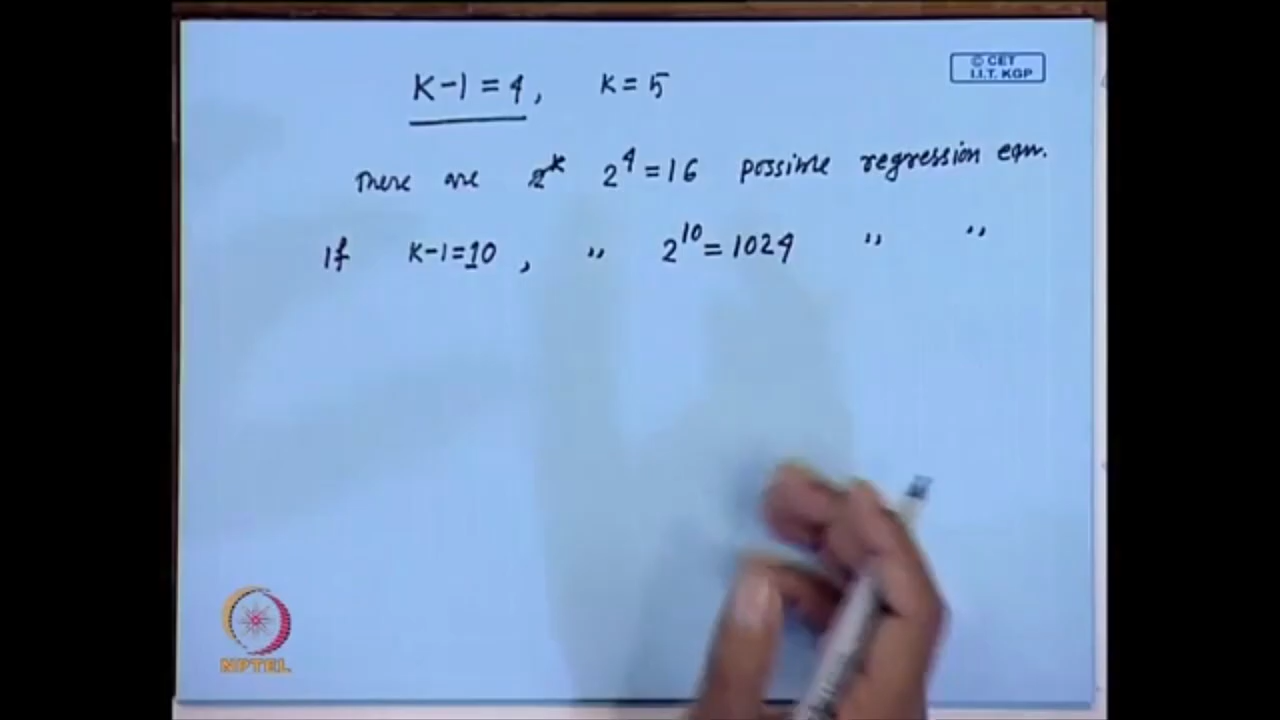 © CET
I.I.T. KGP
K-1 = 4, K = 5
There are 2^k 2^4 = 16 possible regression eqn.
If K-1=10, " 2^10 = 1024 " "
NPTEL